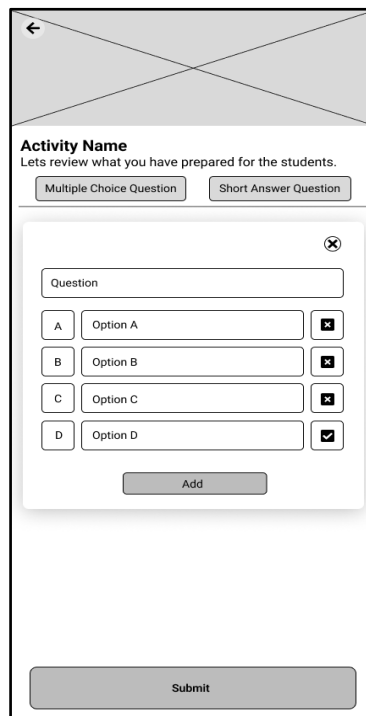 Activity Name
Lets review what you have prepared for the students.
Multiple Choice Question Short Answer Question
Question
A Option A
B Option B
C Option C
D Option D
Add
Submit